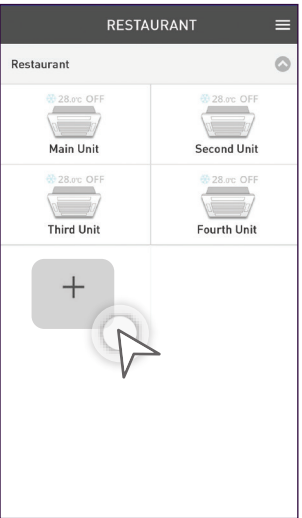 RESTAURANT
Restaurant
28.0°C OFF
28.0°C OFF
Main Unit
Second Unit
28.0°C OFF
28.0°C OFF
Third Unit
Fourth Unit
+